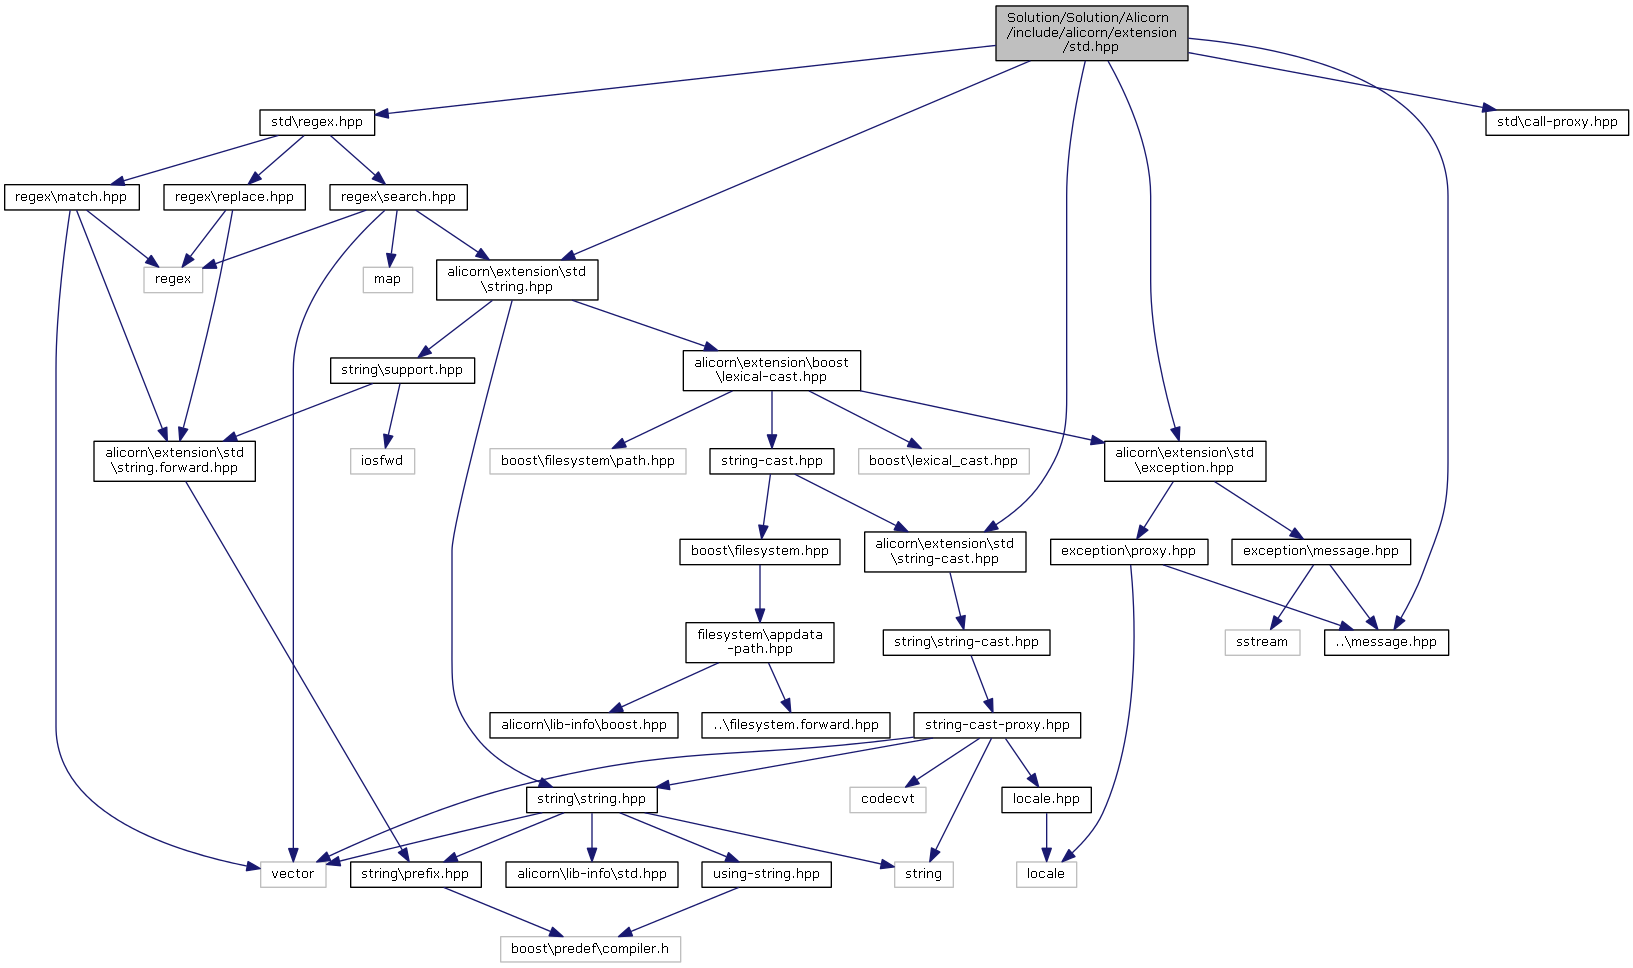 Solution/Solution/Alicorn
/include/alicorn/extension
/std.hpp
std\regex.hpp
std\call-proxy.hpp
regex\match.hpp
regex\replace.hpp
regex\search.hpp
regex
map
alicorn\extension\std
\string.hpp
string\support.hpp
alicorn\extension\boost
\lexical-cast.hpp
alicorn\extension\std
\string.forward.hpp
iosfwd
boost\filesystem\path.hpp
string-cast.hpp
boost\lexical_cast.hpp
alicorn\extension\std
\exception.hpp
boost\filesystem.hpp
alicorn\extension\std
\string-cast.hpp
exception\proxy.hpp
exception\message.hpp
filesystem\appdata
-path.hpp
string\string-cast.hpp
sstream
..\message.hpp
alicorn\lib-info\boost.hpp
..\filesystem.forward.hpp
string-cast-proxy.hpp
string\string.hpp
codecvt
locale.hpp
vector
string\prefix.hpp
alicorn\lib-info\std.hpp
using-string.hpp
string
locale
boost\predef\compiler.h